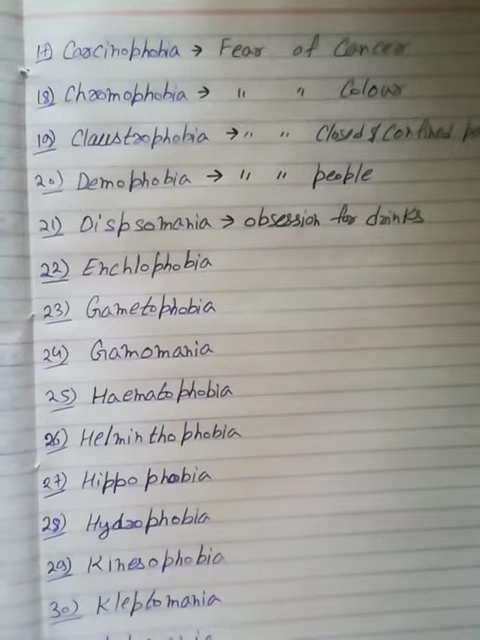 17) Carcinophobia → Fear of Cancer
18) Chromophobia → " " Colour
19) Claustrophobia → " " Closed & Confined
20) Demophobia → " " people
21) Dispsomania → obsession for drinks
22) Enchlophobia
23) Gametophobia
24) Gamomania
25) Haematophobia
26) Helminthophobia
27) Hippophobia
28) Hydrophobia
29) Kinesophobia
30) Kleptomania